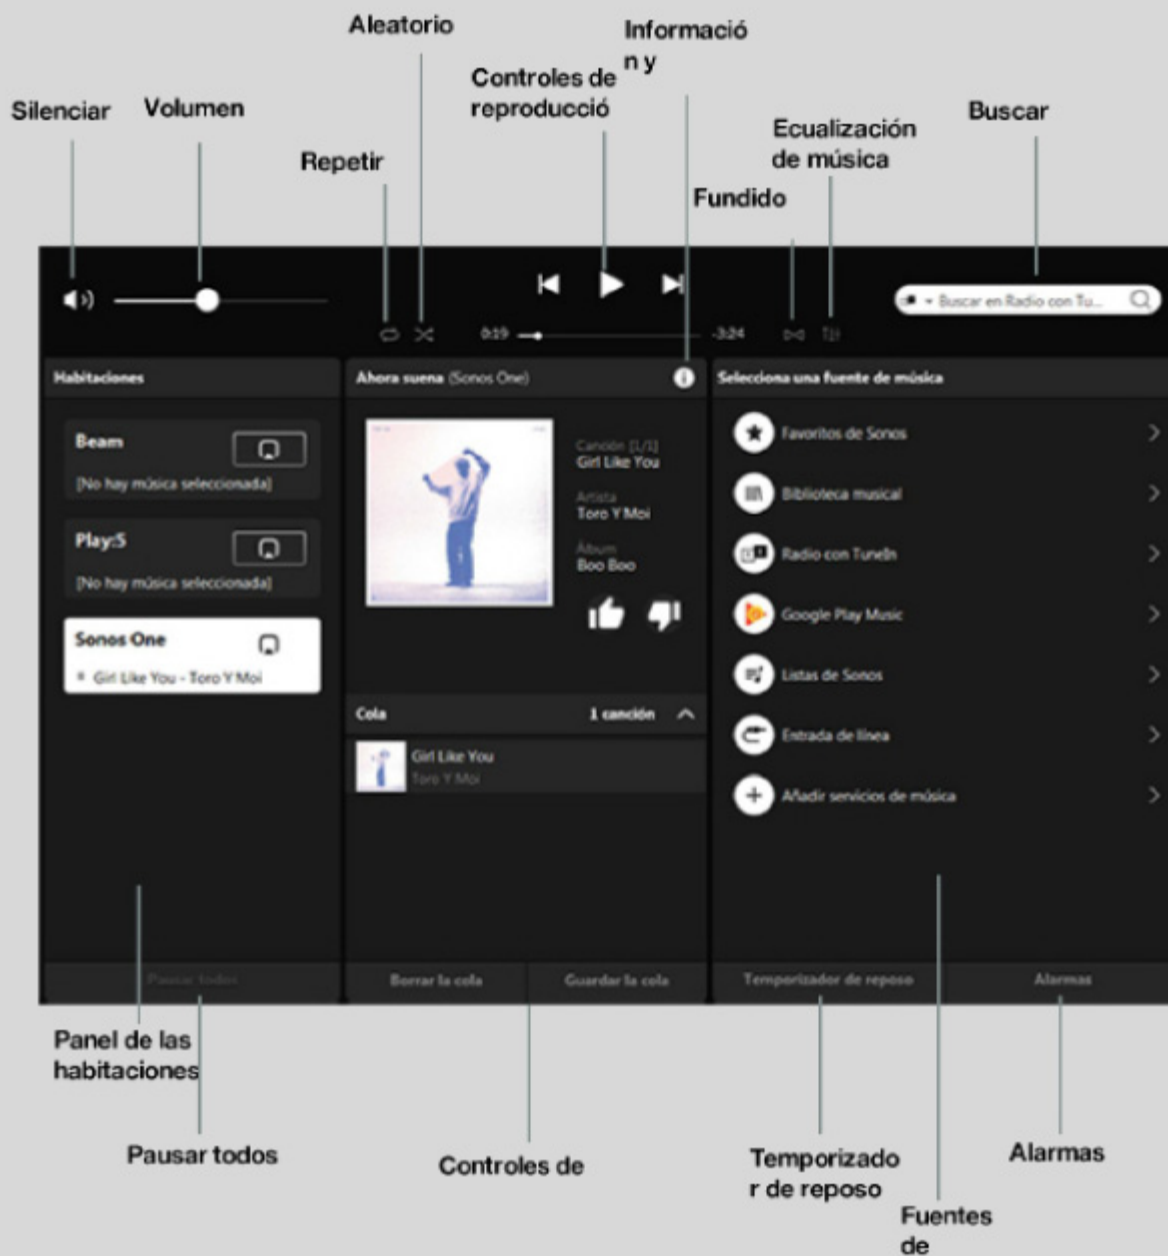 Aleatorio
Informació
n y
Controles de
reproducció
Silenciar
Volumen
Buscar
Ecualización
de música
Repetir
Fundido
Buscar en Radio con Tu...
0:19
-3:24
Habitaciones
Ahora suena (Sonos One)
Selecciona una fuente de música
Beam
[No hay música seleccionada]
Play:5
[No hay música seleccionada]
Sonos One
Girl Like You - Toro Y Moi
Canción [1/1]
Girl Like You
Artista
Toro Y Moi
Álbum
Boo Boo
Cola
1 canción
Girl Like You
Toro Y Moi
Favoritos de Sonos
Biblioteca musical
Radio con TuneIn
Google Play Music
Listas de Sonos
Entrada de línea
Añadir servicios de música
Pausar todos
Borrar la cola
Guardar la cola
Temporizador de reposo
Alarmas
Panel de las
habitaciones
Pausar todos
Controles de
Temporizado
r de reposo
Alarmas
Fuentes
de